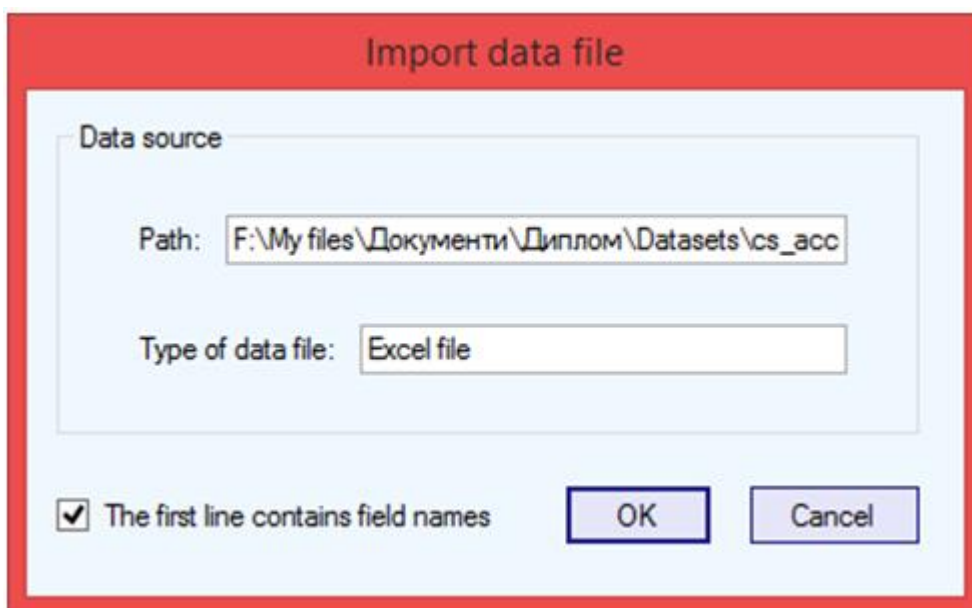 Import data file
Data source
Path: F:\My files\Документи\Диплом\Datasets\cs_acc
Type of data file: Excel file
The first line contains field names OK Cancel